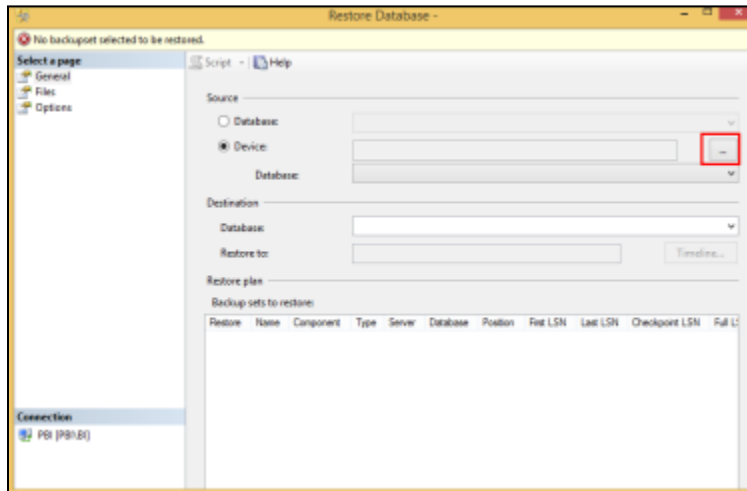 Restore Database -
No backupset selected to be restored.
Select a page
General
Files
Options
Script
Help
Source
Database:
Device:
...
Database:
Destination
Database:
Restore to:
Timeline...
Restore plan
Backup sets to restore:
Restore Name Component Type Server Database Position First LSN Last LSN Checkpoint LSN Full LS
Connection
PBI [PBI\BI]